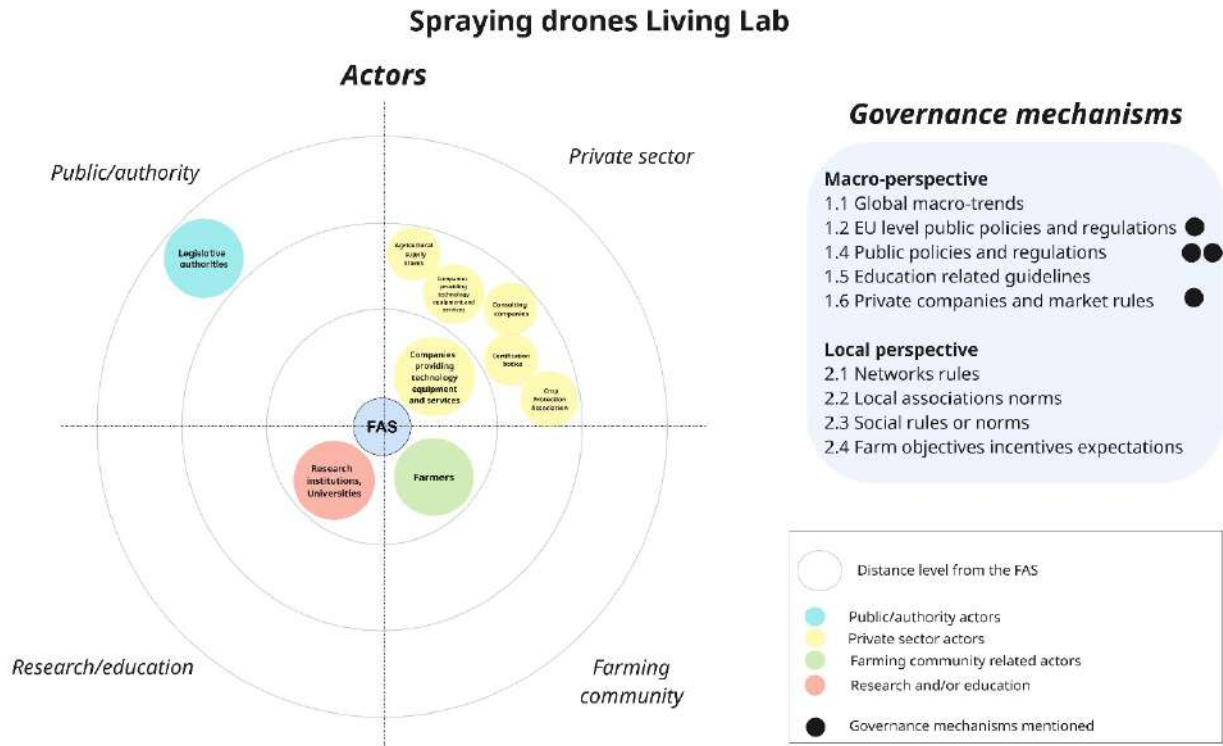 Spraying drones Living Lab
Actors
Public/authority
Private sector
Legislative
authorities
Agricultural
supply
stores
Companies
providing
technology
equipment and
services
Consulting
companies
Certification
Companies
providing
technology
equipment
and services
Crop
Protection
Association
FAS
Research
institutions,
Universities
Farmers
Research/education
Farming
community
Governance mechanisms
Macro-perspective
1.1 Global macro-trends
1.2 EU level public policies and regulations
1.4 Public policies and regulations
1.5 Education related guidelines
1.6 Private companies and market rules
Local perspective
2.1 Networks rules
2.2 Local associations norms
2.3 Social rules or norms
2.4 Farm objectives incentives expectations
Distance level from the FAS
Public/authority actors
Private sector actors
Farming community related actors
Research and/or education
Governance mechanisms mentioned